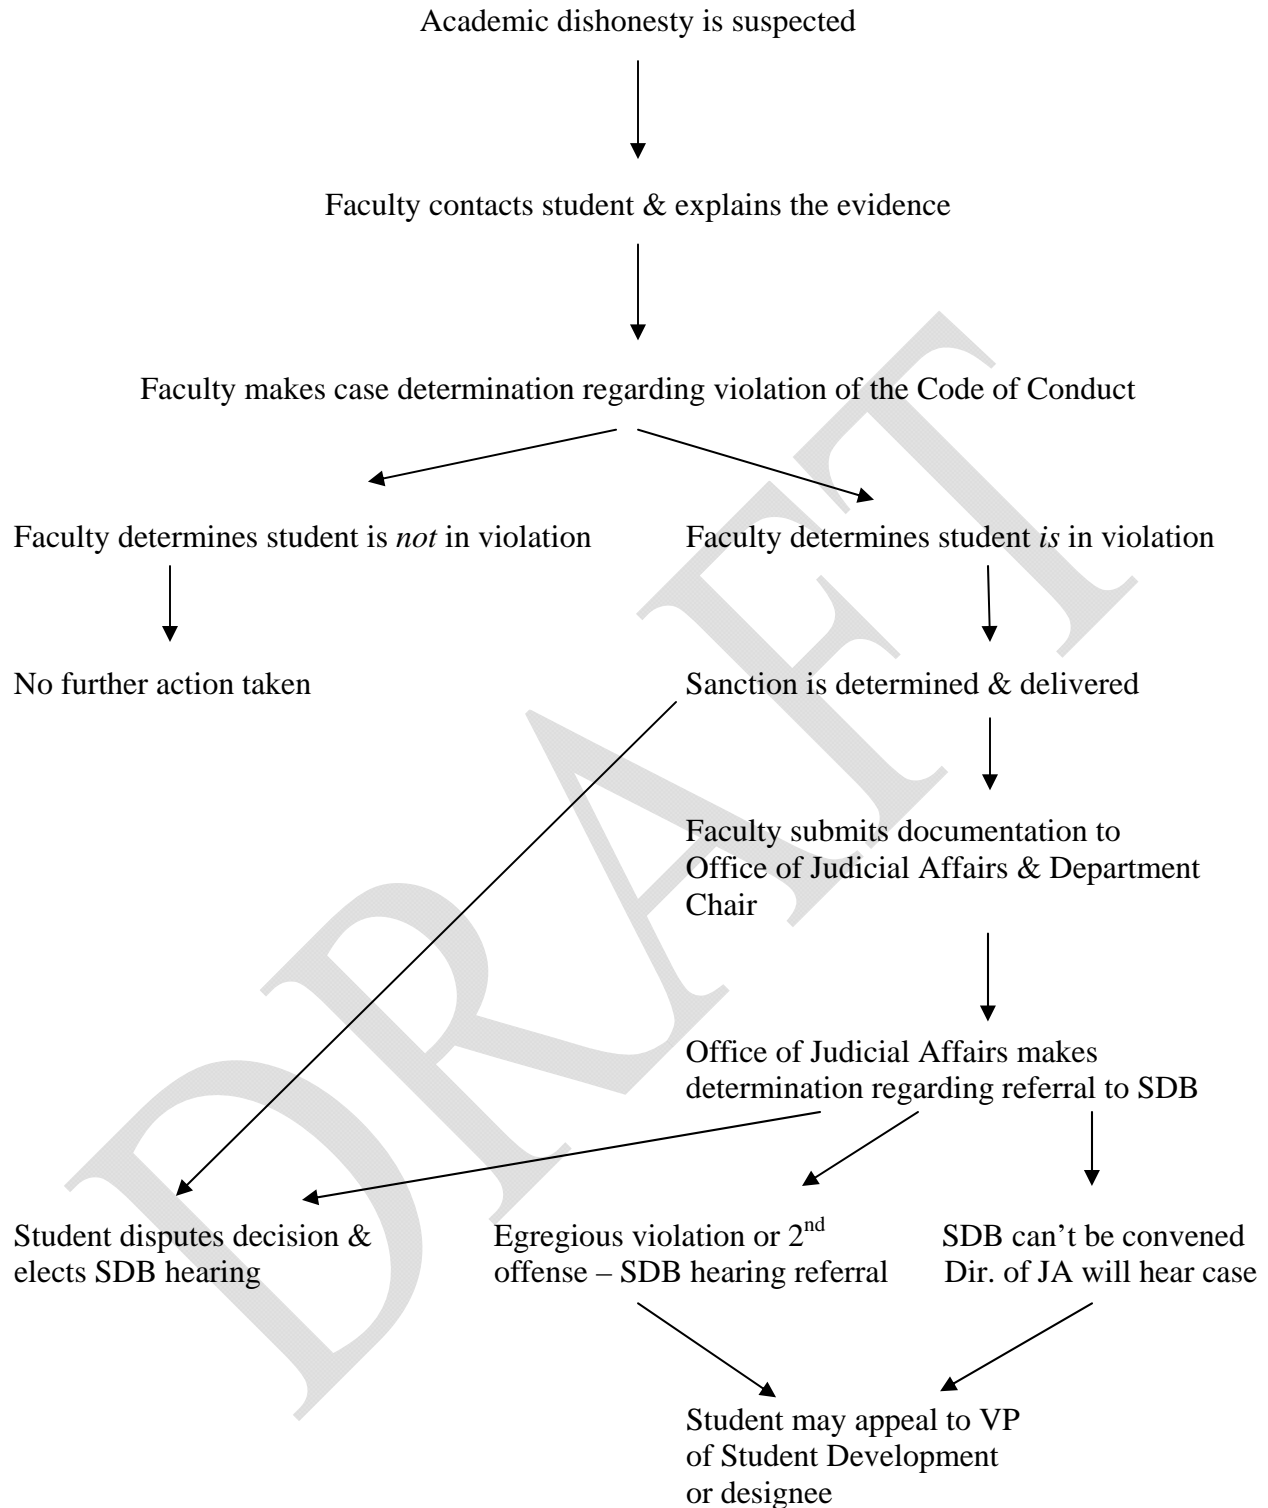 Academic dishonesty is suspected
Faculty contacts student & explains the evidence
Faculty makes case determination regarding violation of the Code of Conduct
Faculty determines student is not in violation
Faculty determines student is in violation
No further action taken
Sanction is determined & delivered
Faculty submits documentation to
Office of Judicial Affairs & Department
Chair
Office of Judicial Affairs makes
determination regarding referral to SDB
Student disputes decision &
elects SDB hearing
Egregious violation or 2nd
offense – SDB hearing referral
SDB can’t be convened
Dir. of JA will hear case
Student may appeal to VP
of Student Development
or designee
DRAFT